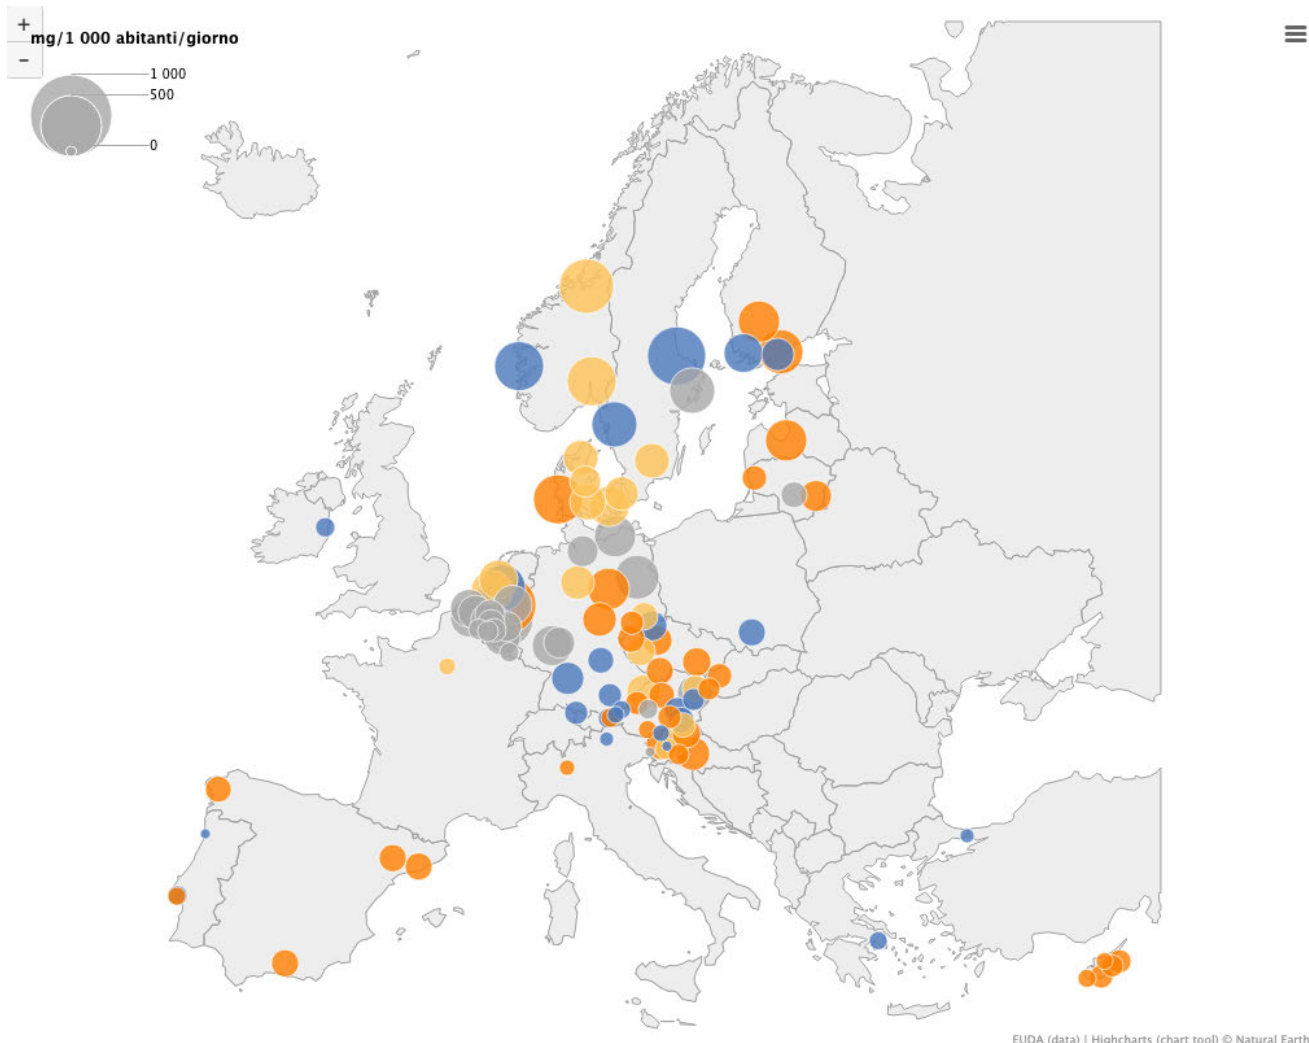 +
mg/1 000 abitanti/giorno
−
1 000
500
0
EUDA (data) | Highcharts (chart tool) © Natural Earth